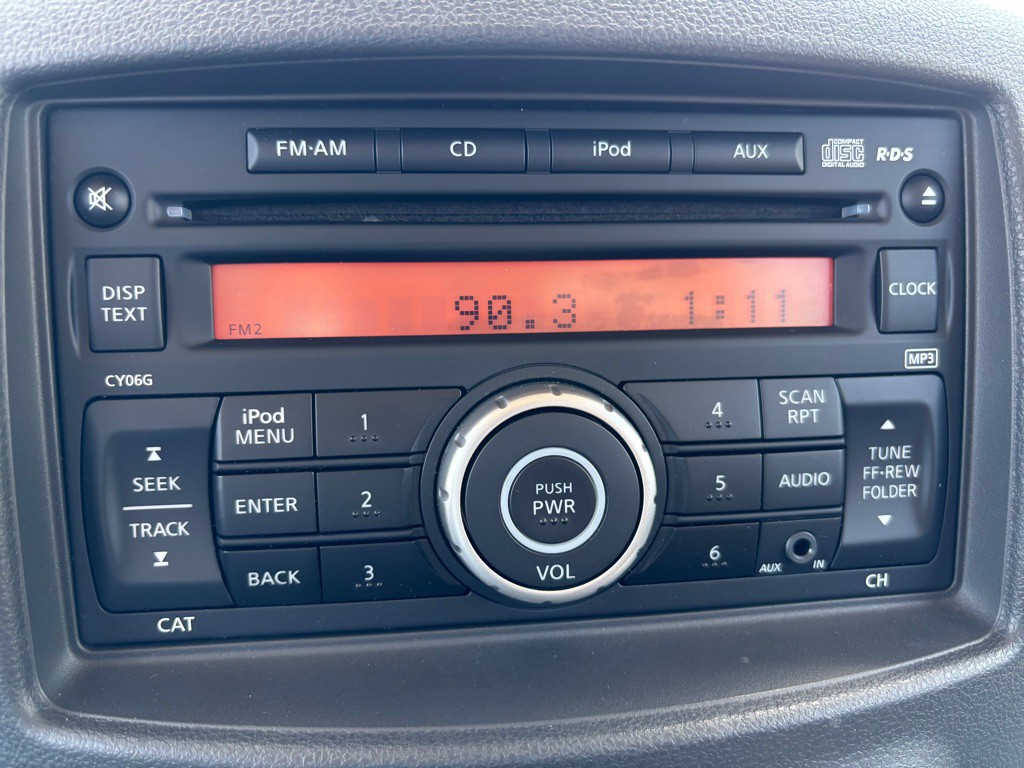 FM·AM
CD
iPod
AUX
COMPACT
disc
DIGITAL AUDIO
R·D·S
DISP
TEXT
FM2
90.3
1:11
CLOCK
CY06G
MP3
SEEK
TRACK
CAT
iPod
MENU
ENTER
BACK
1
2
3
PUSH
PWR
VOL
4
5
6
SCAN
RPT
AUDIO
AUX IN
TUNE
FF·REW
FOLDER
CH